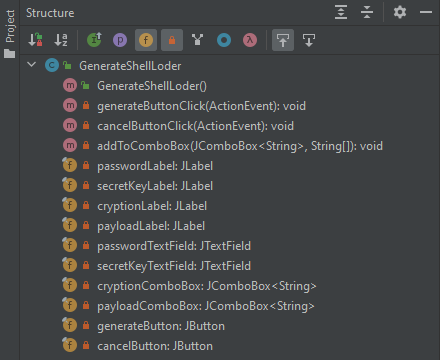 Structure
Project
GenerateShellLoder
GenerateShellLoder()
generateButtonClick(ActionEvent): void
cancelButtonClick(ActionEvent): void
addToComboBox(JComboBox<String>, String[]): void
passwordLabel: JLabel
secretKeyLabel: JLabel
cryptionLabel: JLabel
payloadLabel: JLabel
passwordTextField: JTextField
secretKeyTextField: JTextField
cryptionComboBox: JComboBox<String>
payloadComboBox: JComboBox<String>
generateButton: JButton
cancelButton: JButton